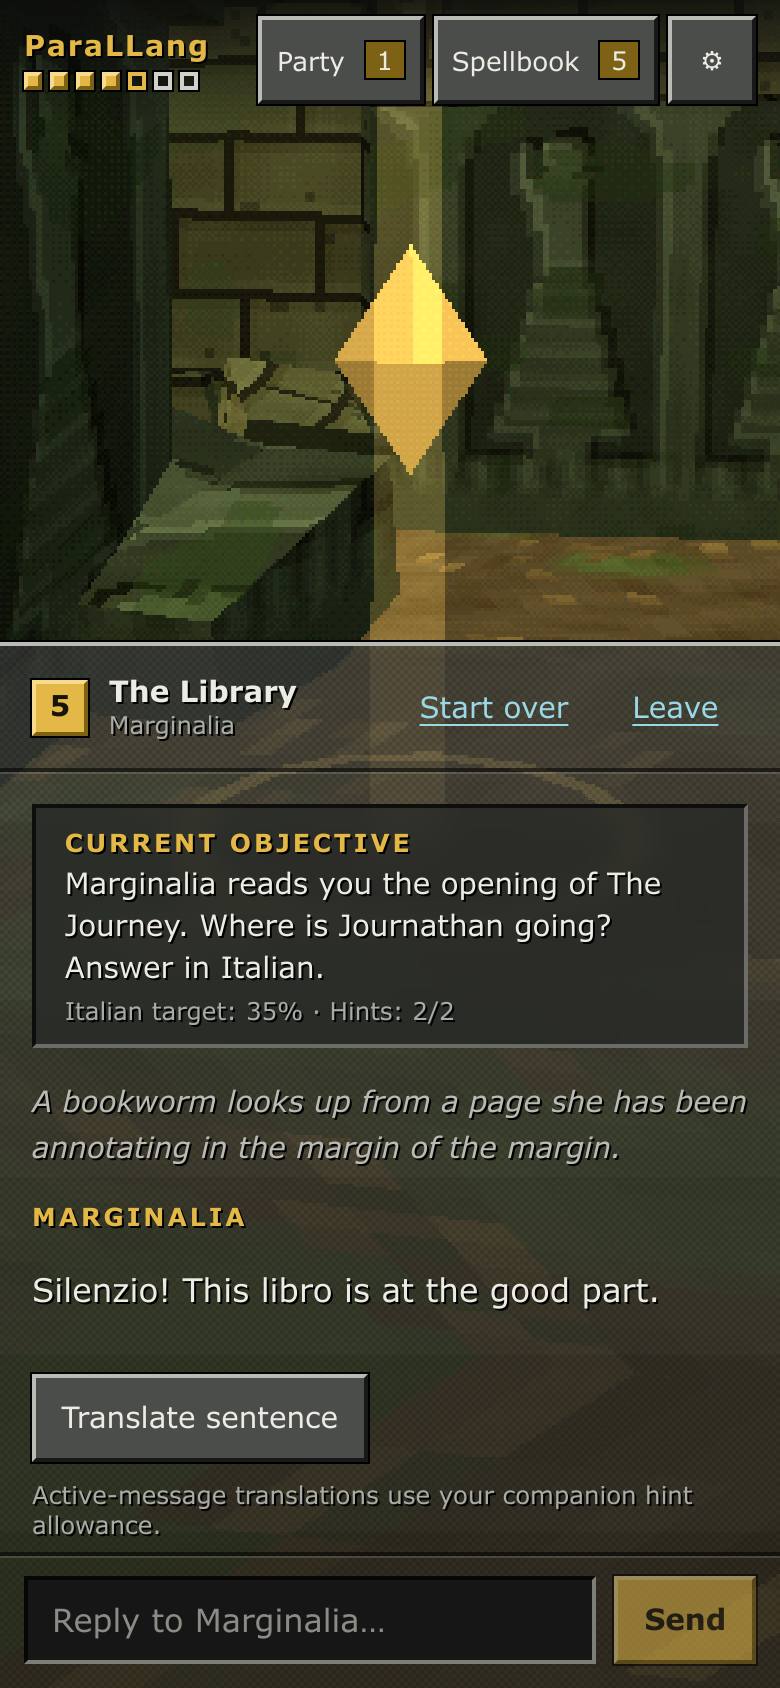 ParaLLang
Party 1
Spellbook 5
⚙
5
The Library
Marginalia
Start over
Leave
CURRENT OBJECTIVE
Marginalia reads you the opening of The
Journey. Where is Journathan going?
Answer in Italian.
Italian target: 35% · Hints: 2/2
A bookworm looks up from a page she has been
annotating in the margin of the margin.
MARGINALIA
Silenzio! This libro is at the good part.
Translate sentence
Active-message translations use your companion hint
allowance.
Reply to Marginalia...
Send